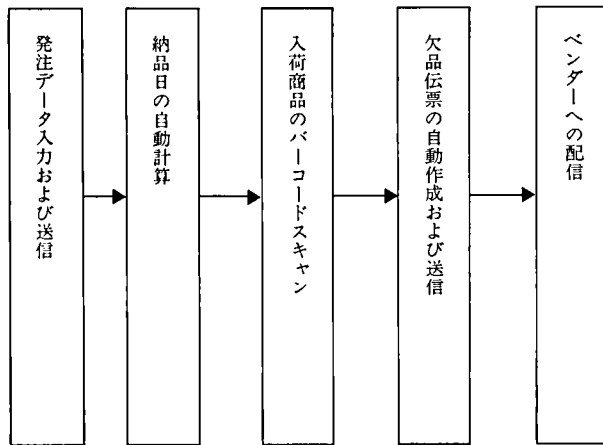 発注データ入力および送信
納品日の自動計算
入荷商品のバーコードスキャン
欠品伝票の自動作成および送信
ベンダーへの配信